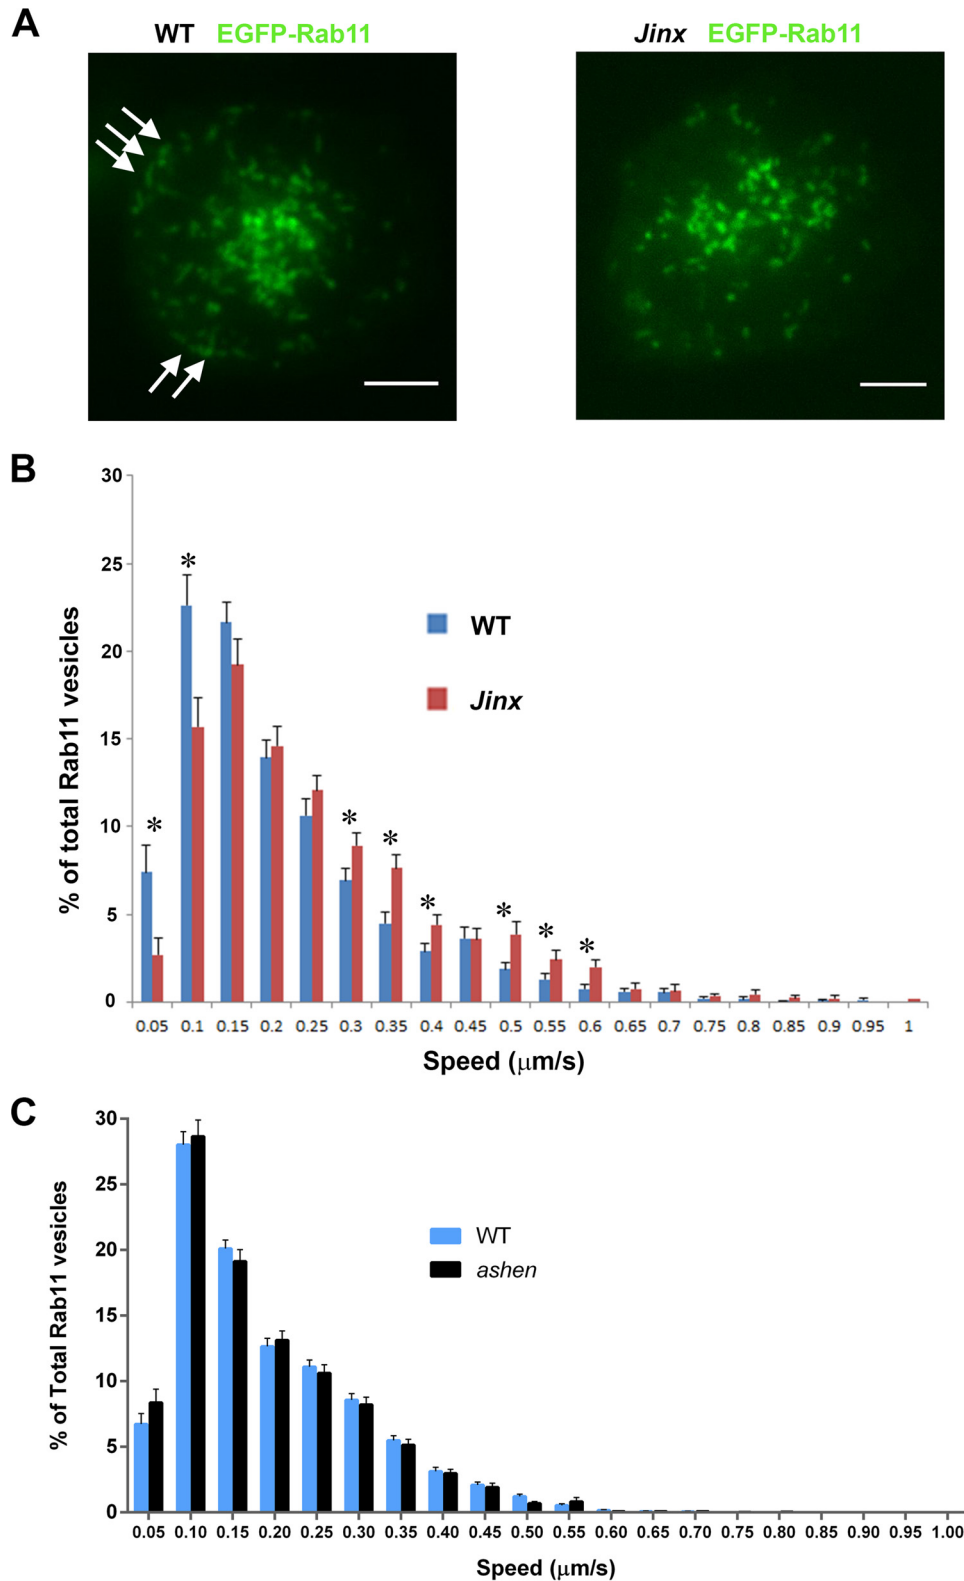 A
WT EGFP-Rab11
Jinx EGFP-Rab11
B
% of total Rab11 vesicles
30
25
20
15
10
5
0
*
*
*
*
*
*
*
*
WT
Jinx
0.05 0.1 0.15 0.2 0.25 0.3 0.35 0.4 0.45 0.5 0.55 0.6 0.65 0.7 0.75 0.8 0.85 0.9 0.95 1
Speed (μm/s)
C
% of Total Rab11 vesicles
30
25
20
15
10
5
0
WT
ashen
0.05 0.10 0.15 0.20 0.25 0.30 0.35 0.40 0.45 0.50 0.55 0.60 0.65 0.70 0.75 0.80 0.85 0.90 0.95 1.00
Speed (μm/s)